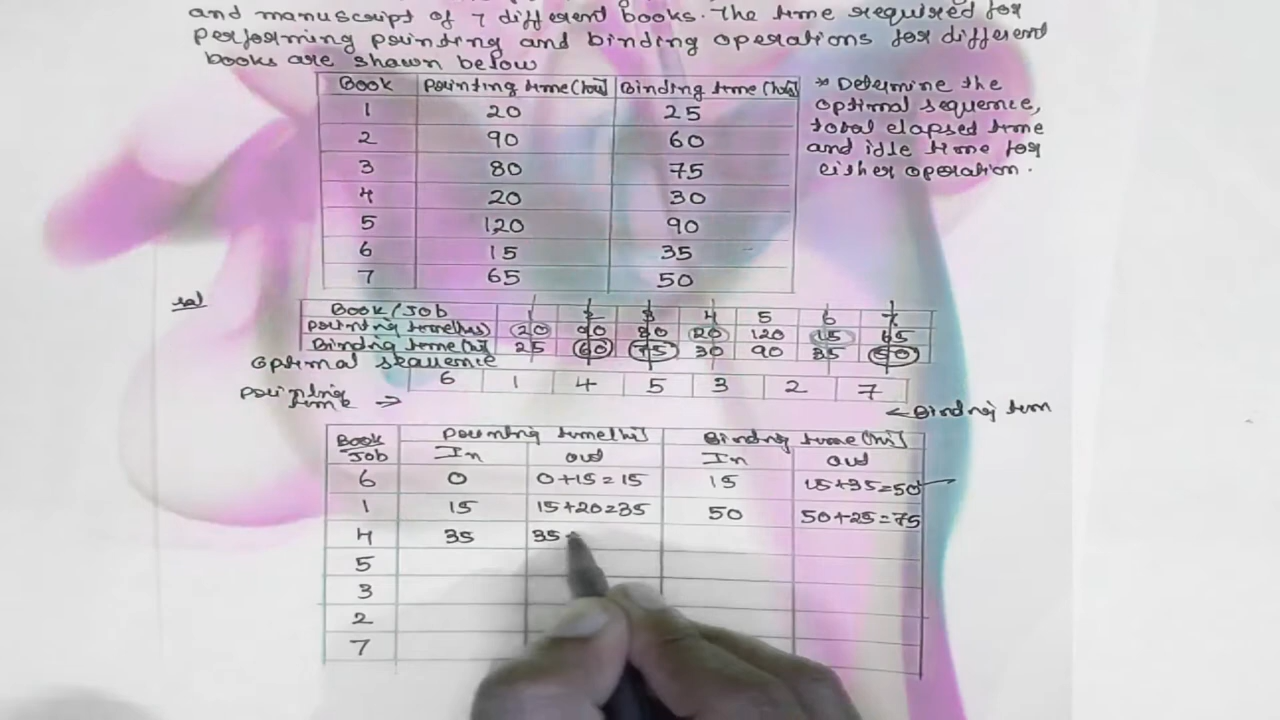 and manuscript of 7 different books. The time required for
performing printing and binding operations for different
books are shown below
Book Printing time (hrs) Binding time (hrs)
1 20 25
2 90 60
3 80 75
4 20 30
5 120 90
6 15 35
7 65 50
* Determine the
optimal sequence,
total elapsed time
and idle time for
either operation.
sol
Book/Job 1 2 3 4 5 6 7
Printing time (hrs) 20 90 80 20 120 15 65
Binding time (hr) 25 60 75 30 90 35 50
Optimal sequence
6 1 4 5 3 2 7
Printing time → ← Binding time
Book Job Printing time (hr) Binding time (hr)
In out In out
6 0 0+15=15 15 15+35=50
1 15 15+20=35 50 50+25=75
4 35 35
5
3
2
7